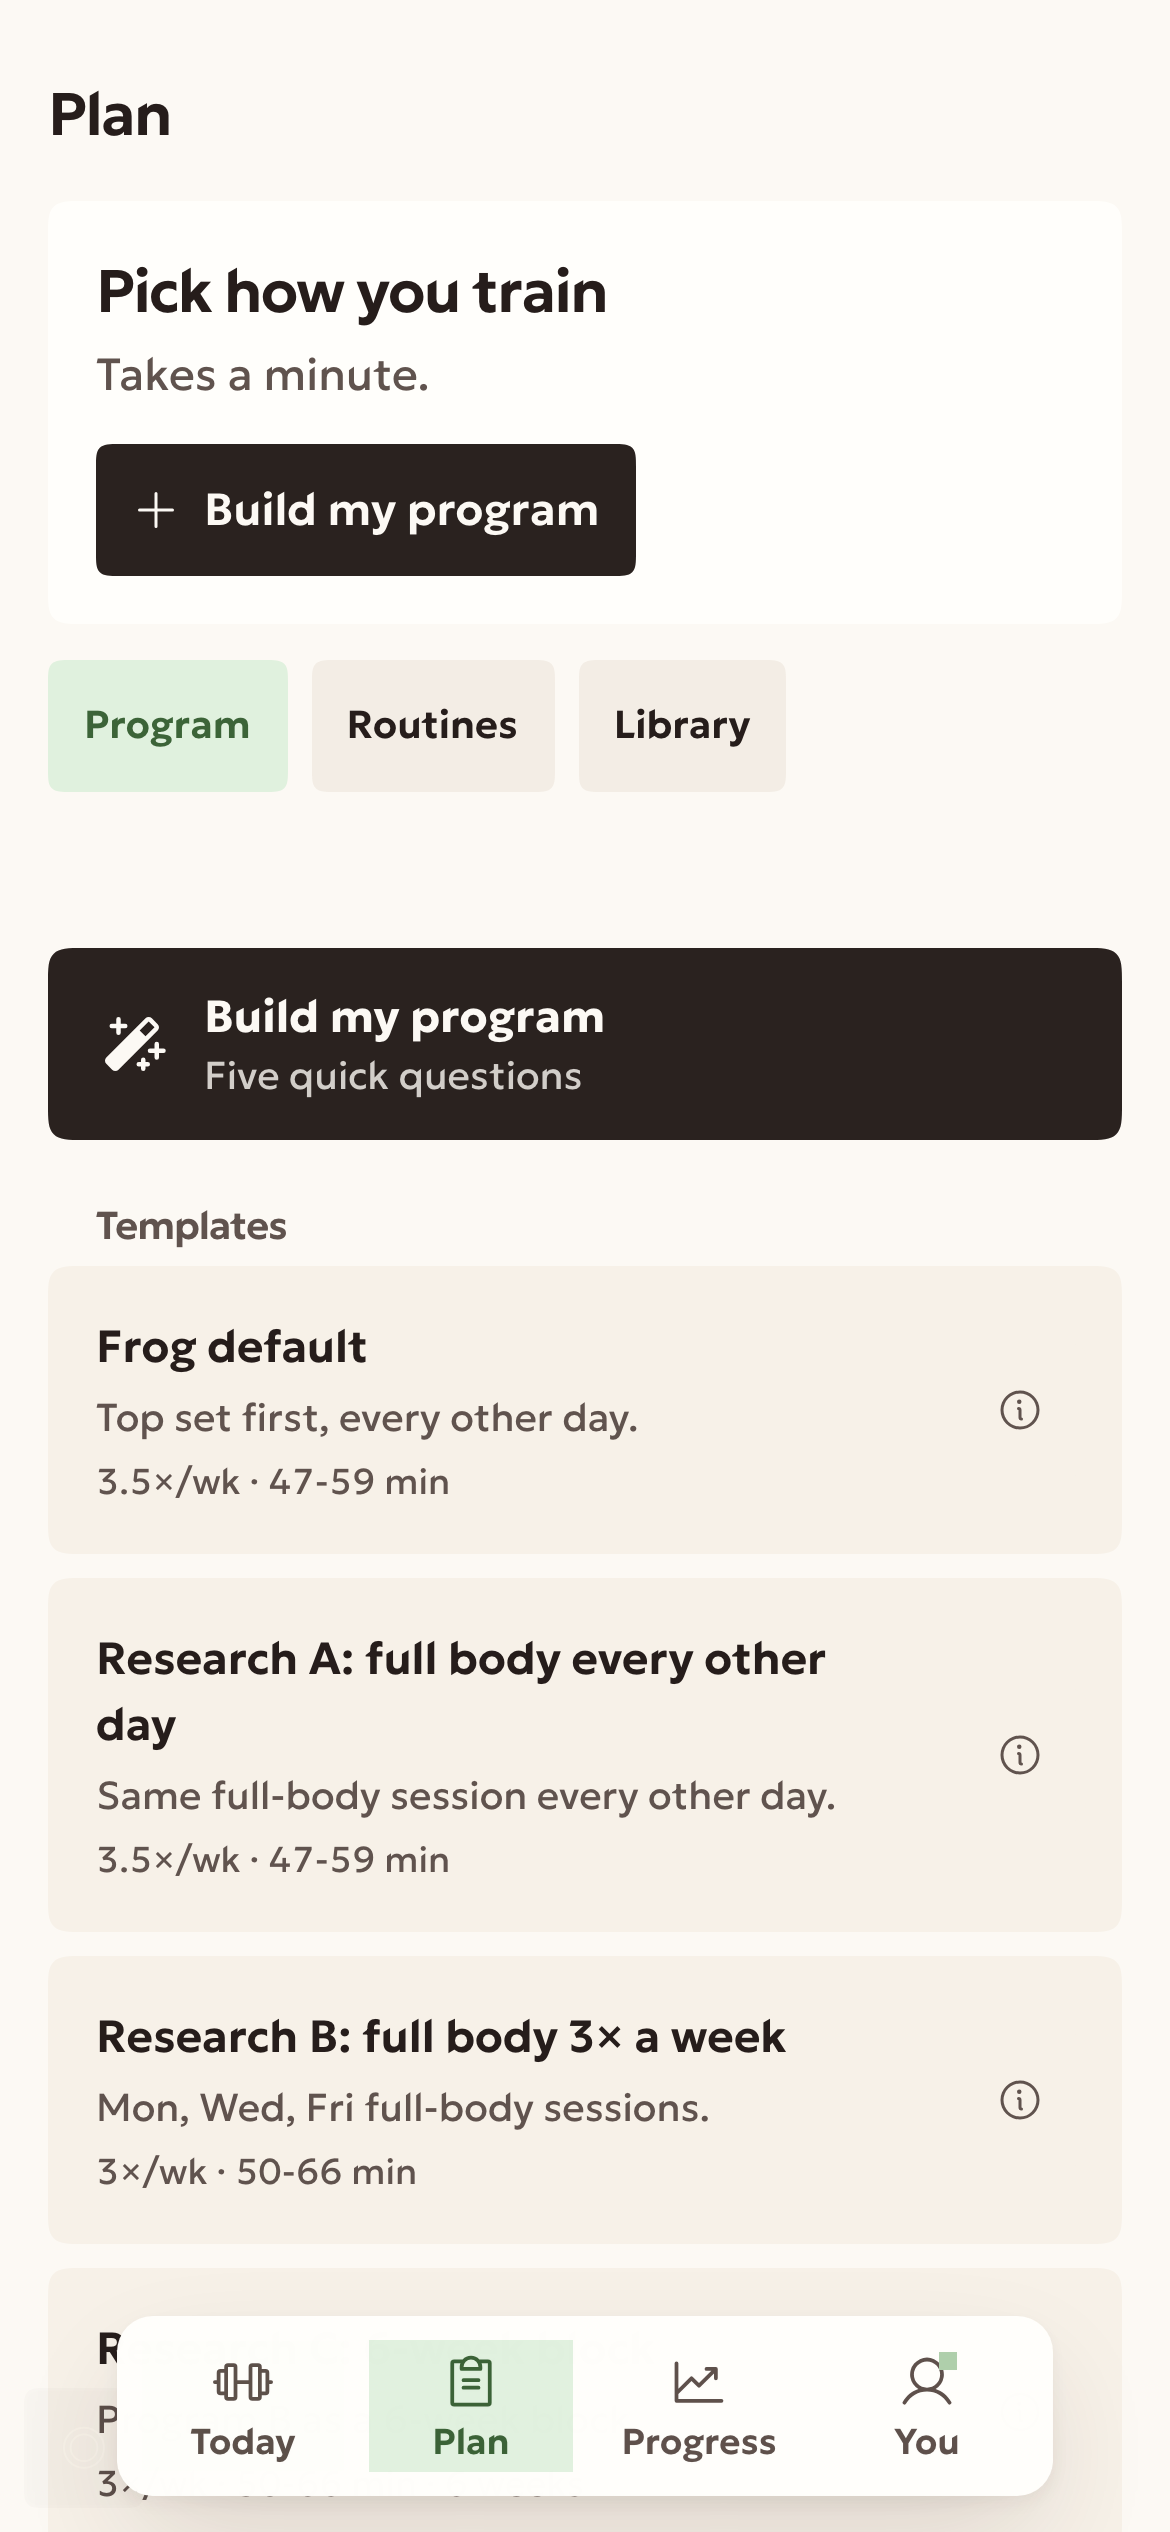 Plan
Pick how you train
Takes a minute.
Build my program
Program
Routines
Library
Build my program
Five quick questions
Templates
Frog default
Top set first, every other day.
3.5×/wk · 47-59 min
Research A: full body every other
day
Same full-body session every other day.
3.5×/wk · 47-59 min
Research B: full body 3× a week
Mon, Wed, Fri full-body sessions.
3×/wk · 50-66 min
Today
Plan
Progress
You